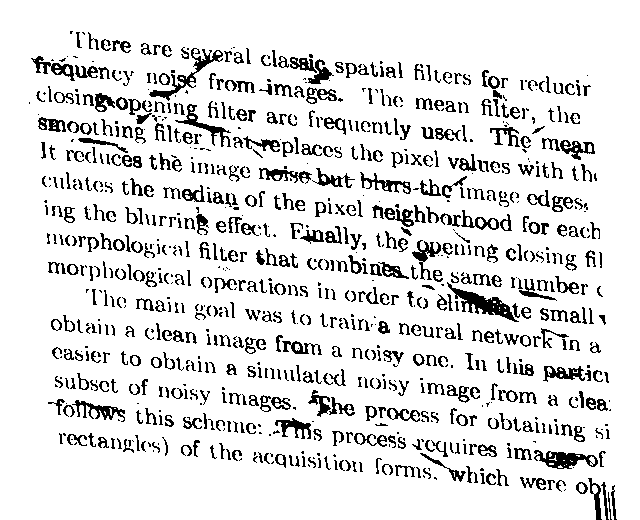 There are several classic spatial filters for reducir
frequency noise from images. The mean filter, the
closing opening filter are frequently used. The mean
smoothing filter that replaces the pixel values with the
It reduces the image noise but blurs the image edges.
culates the median of the pixel neighborhood for each
ing the blurring effect. Finally, the opening closing fil
morphological filter that combines the same number o
morphological operations in order to eliminate small v
The main goal was to train a neural network in a
obtain a clean image from a noisy one. In this particu
easier to obtain a simulated noisy image from a clea
subset of noisy images. The process for obtaining si
follows this scheme: This process requires images of
rectangles) of the acquisition forms, which were obta